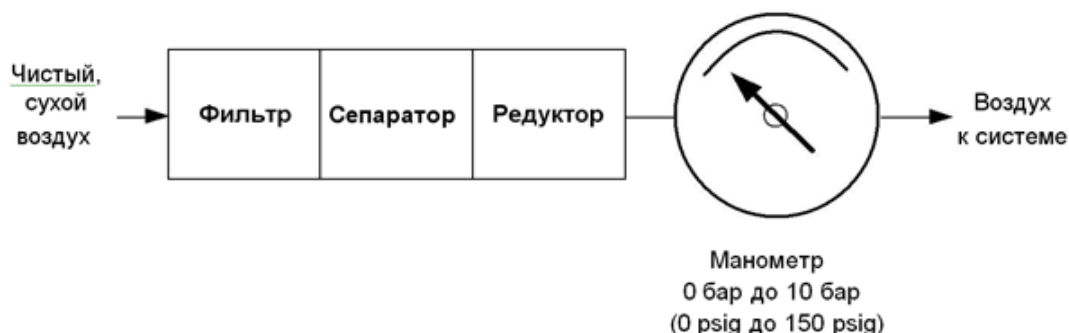 Чистый,
сухой
воздух
Фильтр
Сепаратор
Редуктор
Воздух
к системе
Манометр
0 бар до 10 бар
(0 psig до 150 psig)